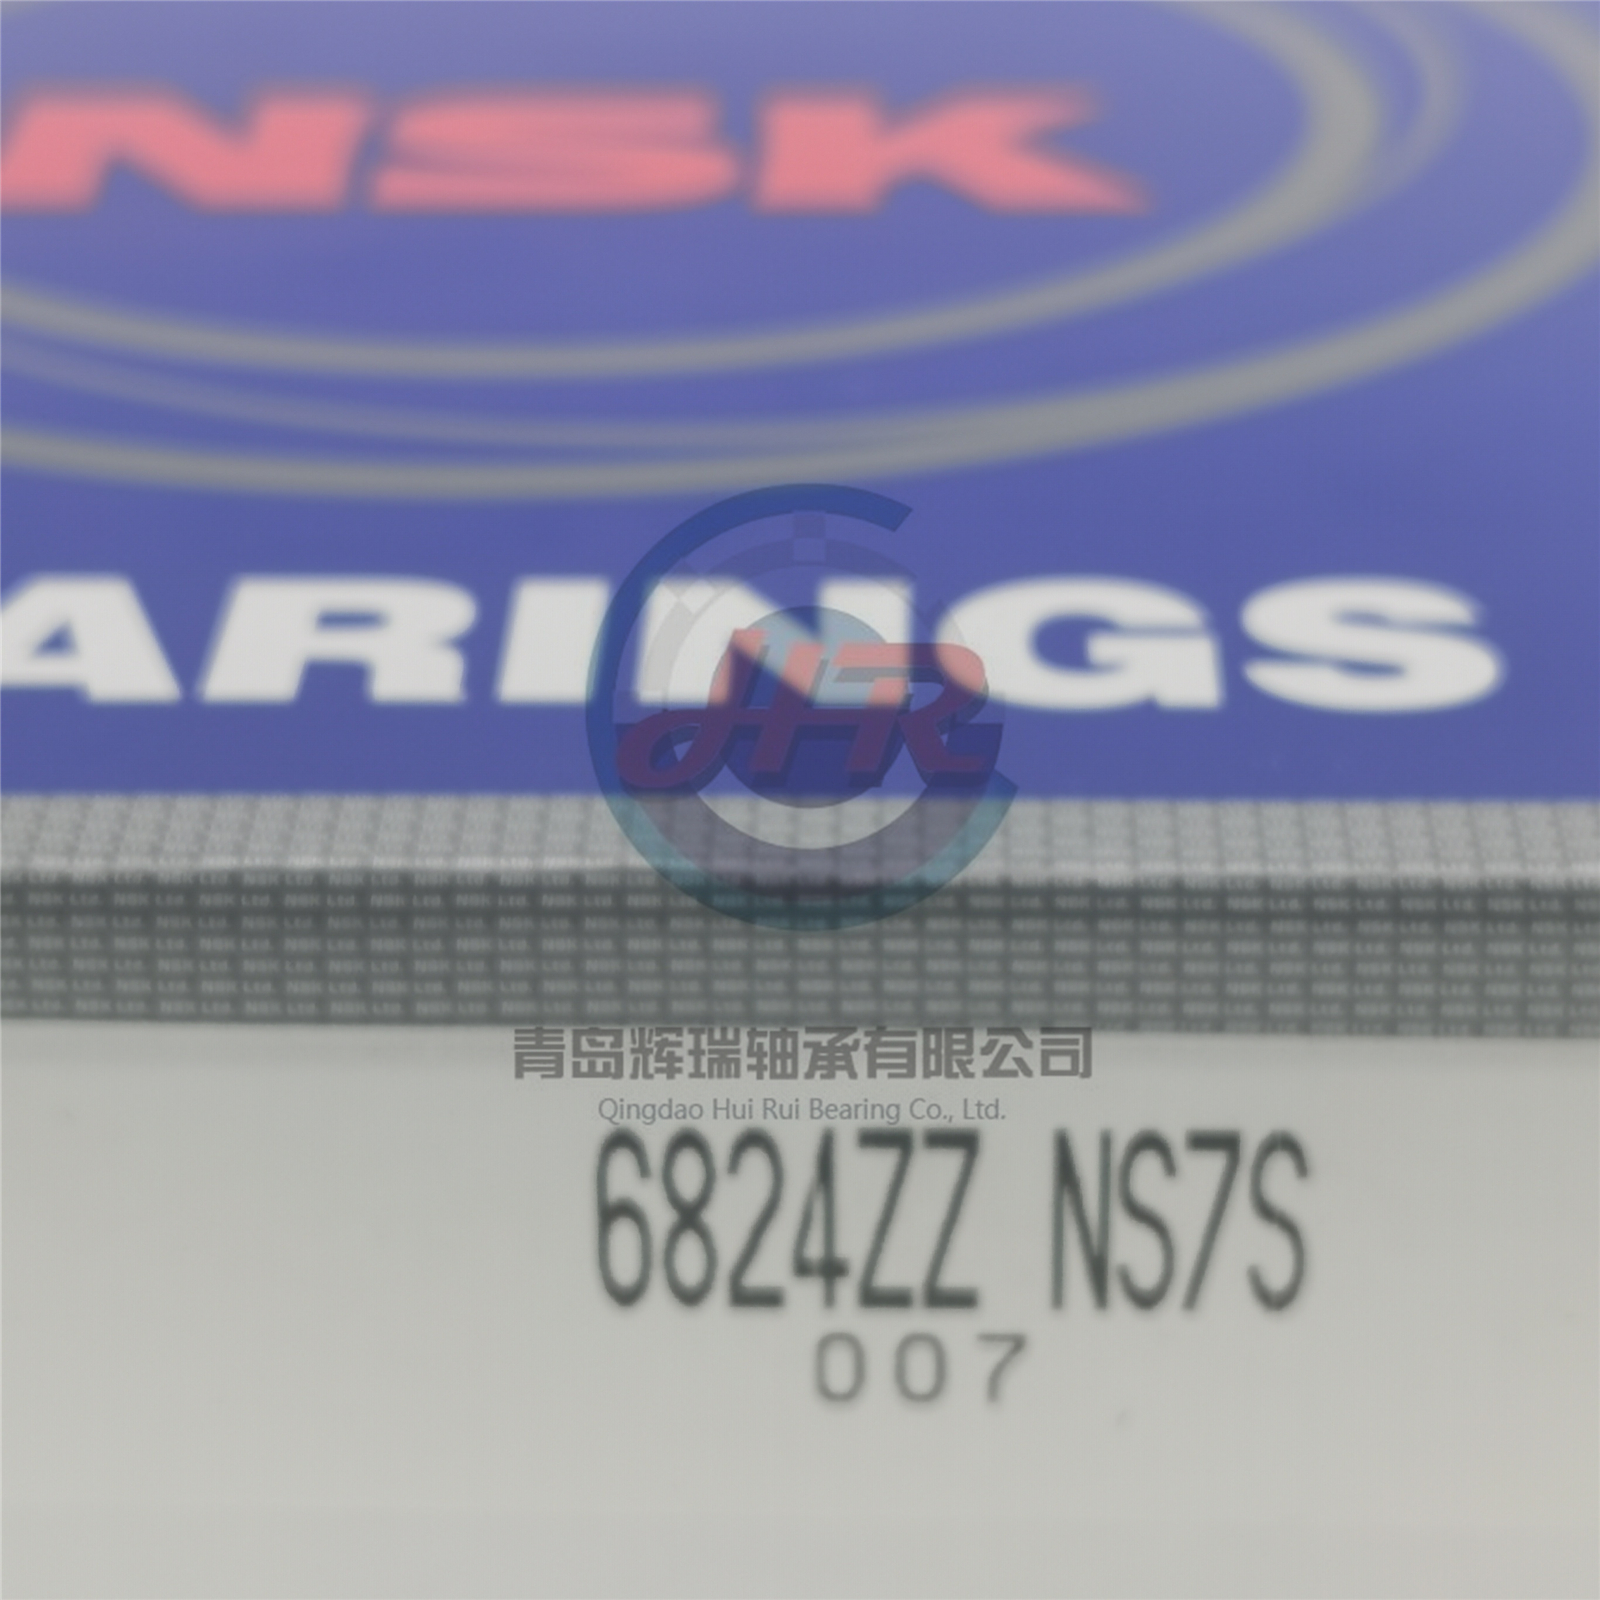 NSK
ARINGS
HR
青岛辉瑞轴承有限公司
Qingdao Hui Rui Bearing Co., Ltd.
6824ZZ NS7S
007